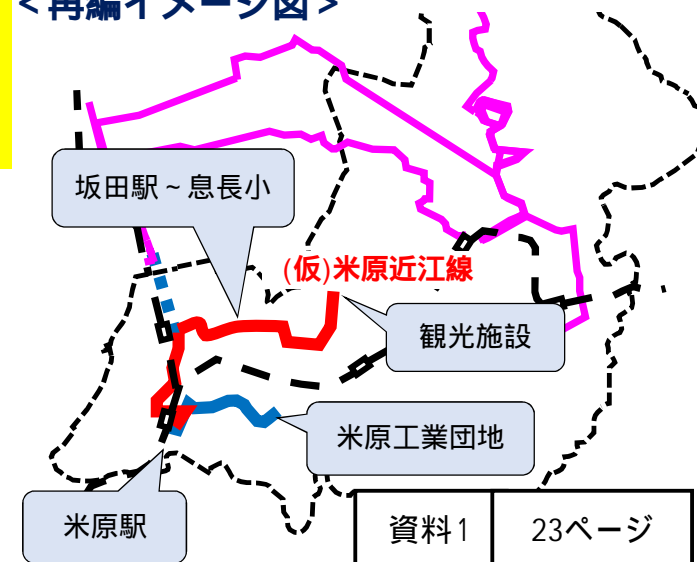 <再編イメージ図>
坂田駅～息長小
(仮)米原近江線
観光施設
米原工業団地
米原駅
資料1 23ページ